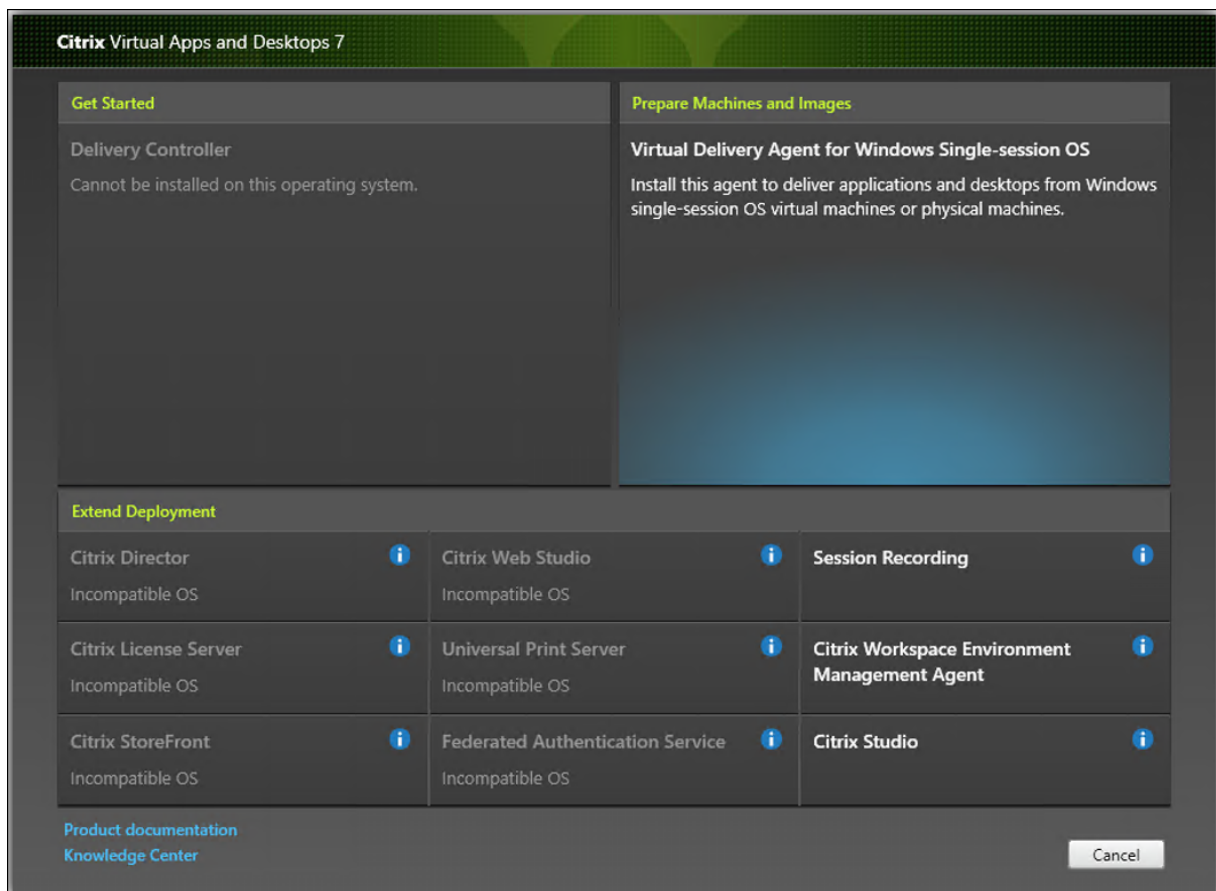 Citrix Virtual Apps and Desktops 7
Get Started
Delivery Controller
Cannot be installed on this operating system.
Prepare Machines and Images
Virtual Delivery Agent for Windows Single-session OS
Install this agent to deliver applications and desktops from Windows
single-session OS virtual machines or physical machines.
Extend Deployment
Citrix Director
Incompatible OS
Citrix Web Studio
Incompatible OS
Session Recording
Citrix License Server
Incompatible OS
Universal Print Server
Incompatible OS
Citrix Workspace Environment
Management Agent
Citrix StoreFront
Incompatible OS
Federated Authentication Service
Incompatible OS
Citrix Studio
Product documentation
Knowledge Center
Cancel